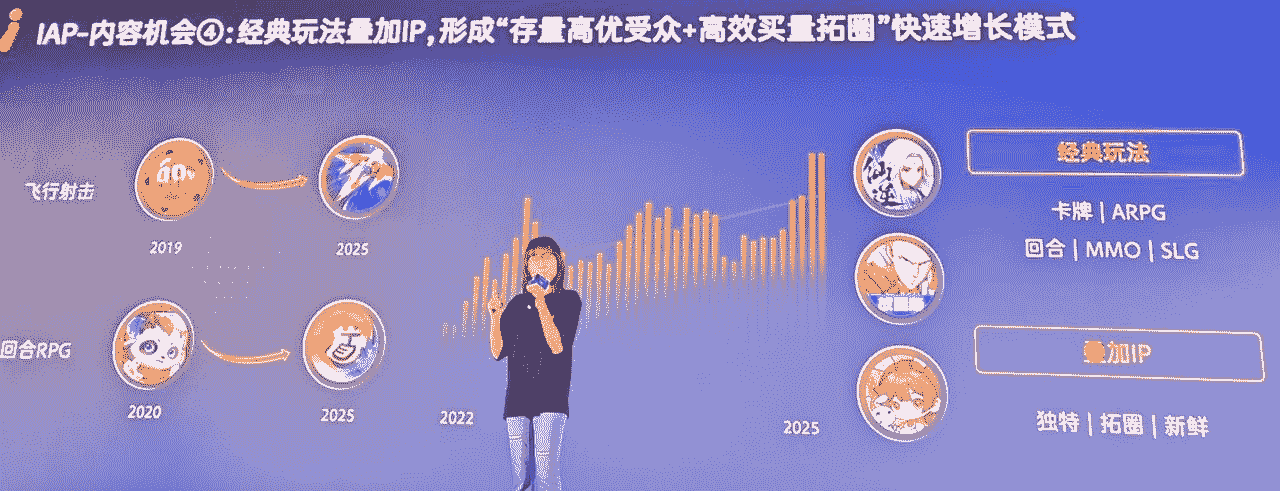 IAP-内容机会④:经典玩法叠加IP,形成“存量高优受众+高效买量拓圈”快速增长模式
飞行射击
2019
2025
回合RPG
2020
2025
2022
2025
仙逆
经典玩法
卡牌 | ARPG
回合 | MMO | SLG
叠加IP
独特 | 拓圈 | 新鲜